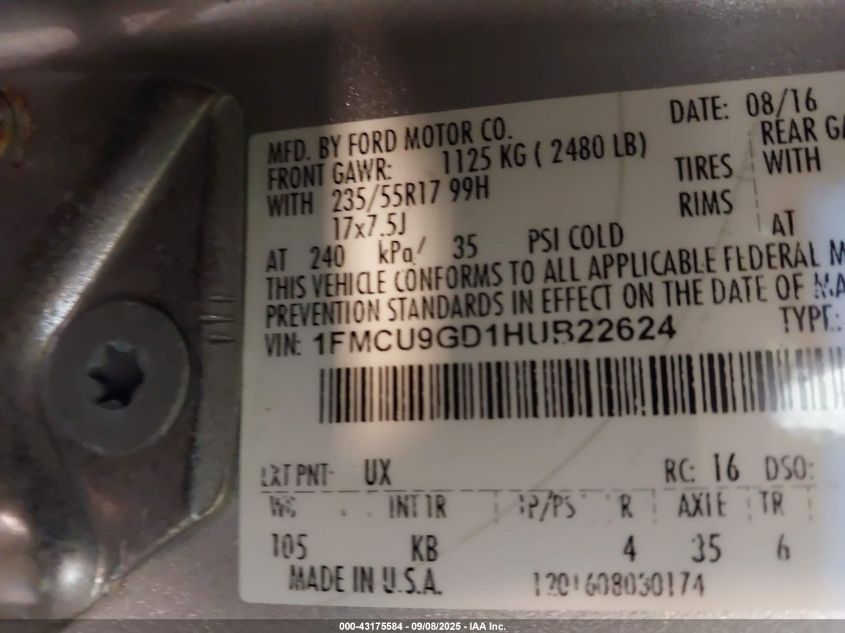 DATE: 08/16
MFD. BY FORD MOTOR CO.
FRONT GAWR: 1125 KG ( 2480 LB) REAR GA
WITH 235/55R17 99H TIRES WITH
17x7.5J RIMS
AT 240 kPa/ 35 PSI COLD AT
THIS VEHICLE CONFORMS TO ALL APPLICABLE FEDERAL M
PREVENTION STANDARDS IN EFFECT ON THE DATE OF MA
VIN: 1FMCU9GD1HUB22624 TYPE:
EXT PNT: UX RC: 16 DSO:
INT TR TP/PS R AXLE TR
105 KB 4 35 6
MADE IN U.S.A. 1201608030174
000-43175584 - 09/08/2025 - IAA Inc.